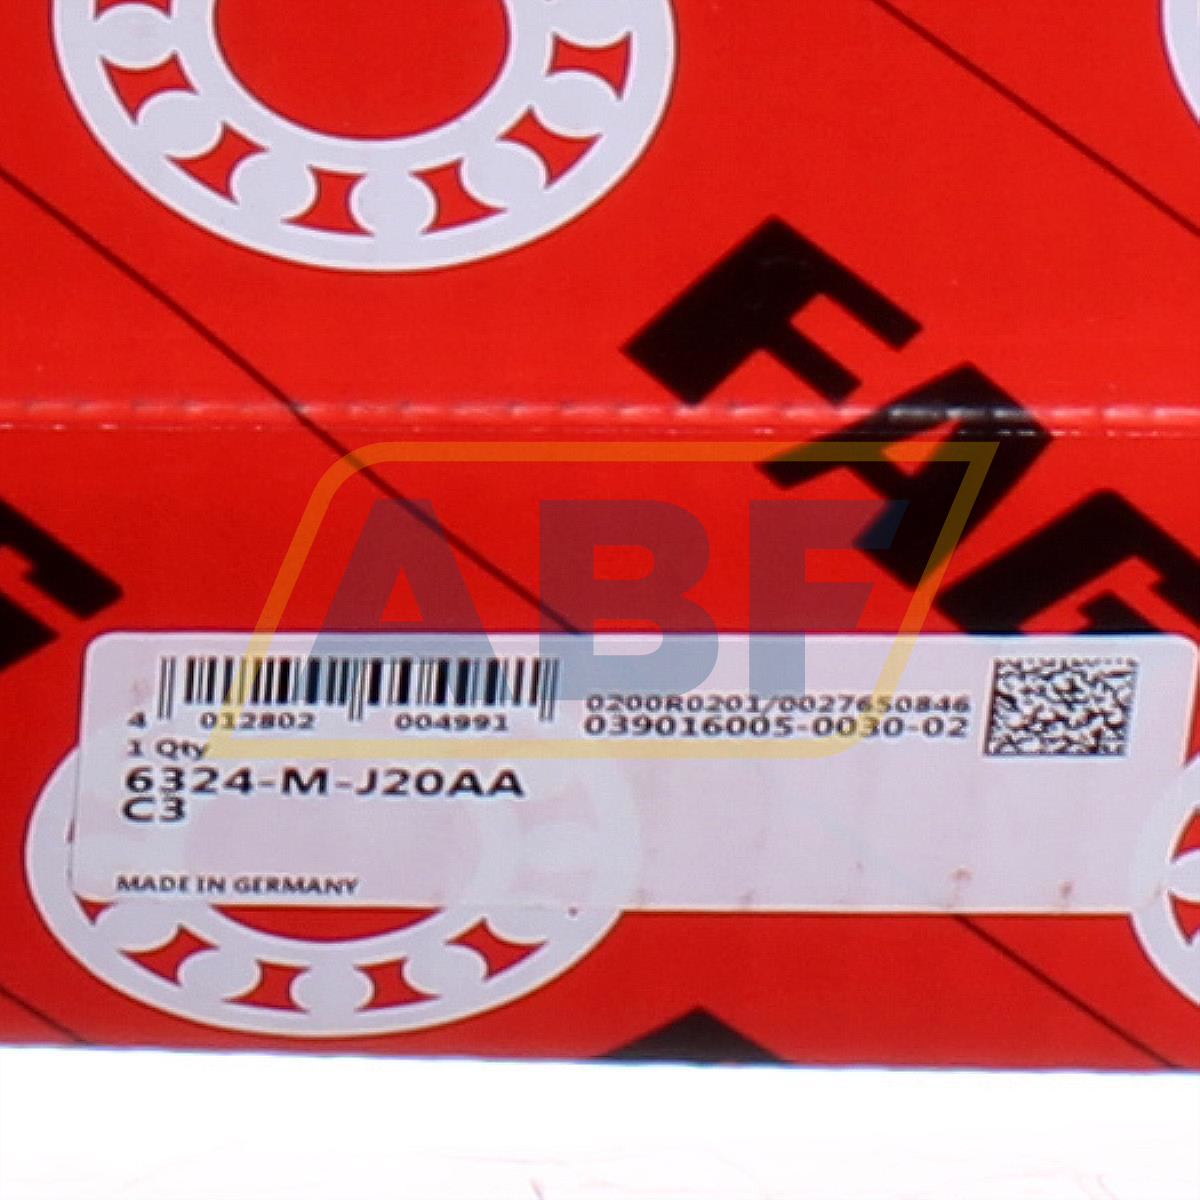 FAG
G
ABF
4 012802 004991
0200R0201/0027650846
039016005-0030-02
1 Qty
6324-M-J20AA
C3
MADE IN GERMANY